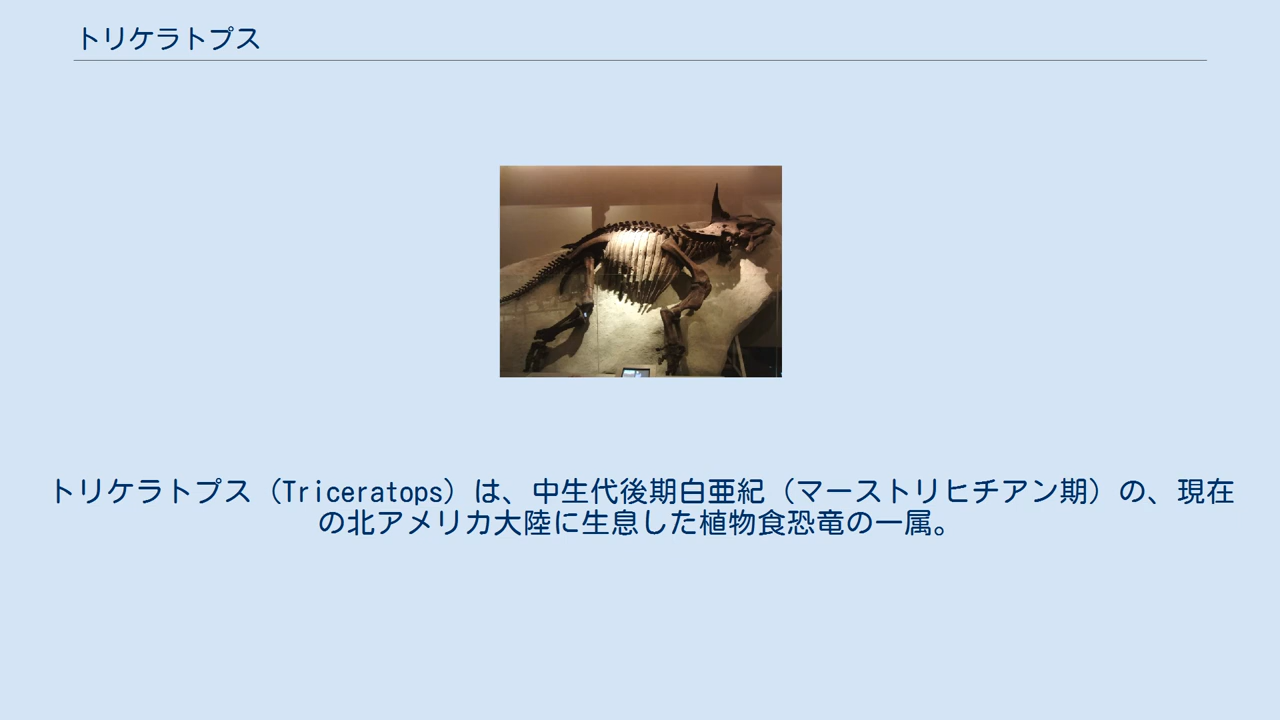 トリケラトプス
トリケラトプス（Triceratops）は、中生代後期白亜紀（マーストリヒチアン期）の、現在
の北アメリカ大陸に生息した植物食恐竜の一属。